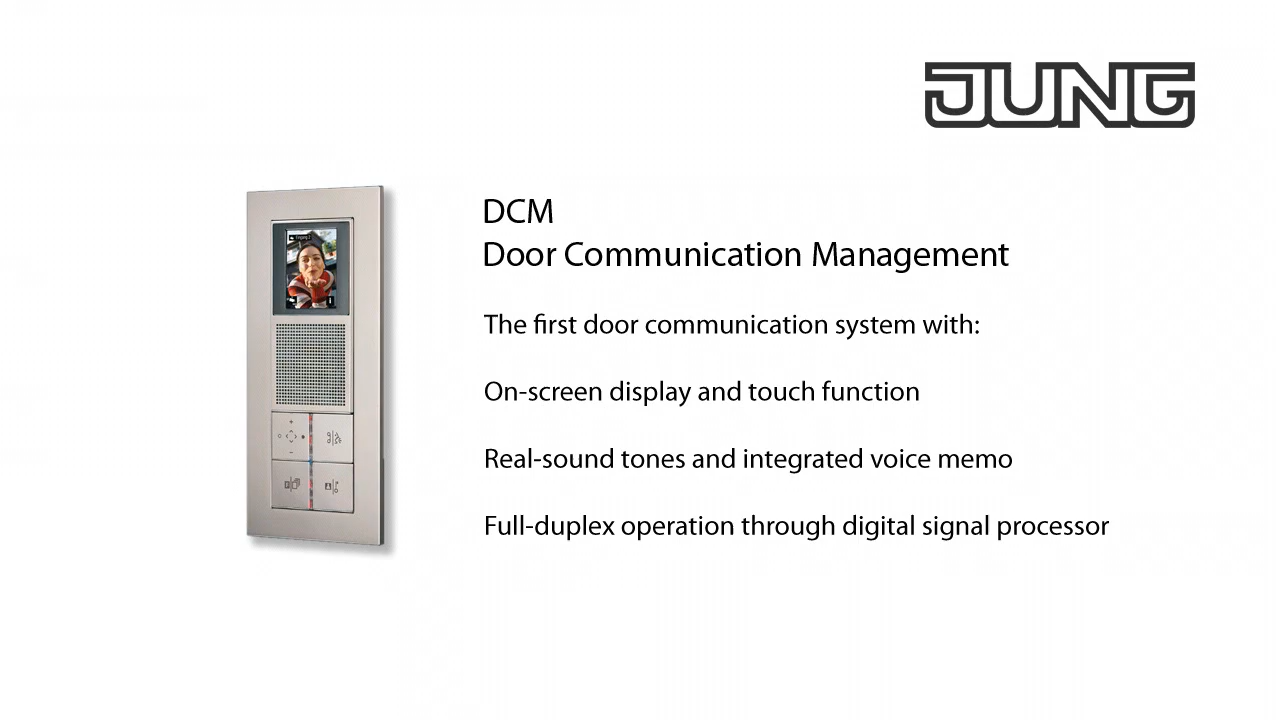 JUNG
DCM
Door Communication Management
The first door communication system with:
On-screen display and touch function
Real-sound tones and integrated voice memo
Full-duplex operation through digital signal processor